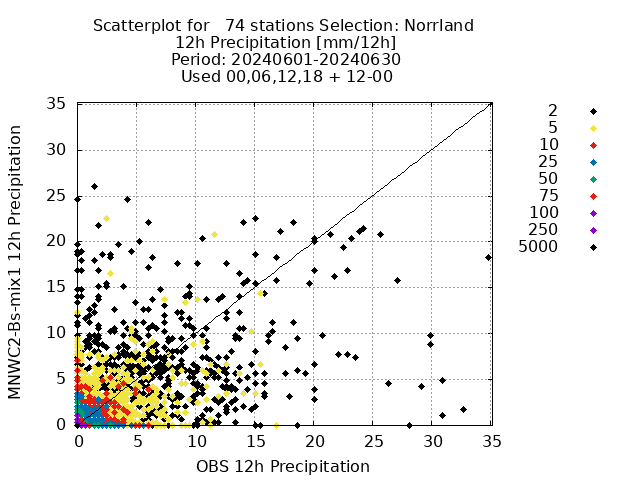 Scatterplot for   74 stations Selection: Norrland
12h Precipitation [mm/12h]
Period: 20240601-20240630
Used 00,06,12,18 + 12-00
MNWC2-Bs-mix1 12h Precipitation
35
30
25
20
15
10
5
0
0 5 10 15 20 25 30 35
OBS 12h Precipitation
2
5
10
25
50
75
100
250
5000